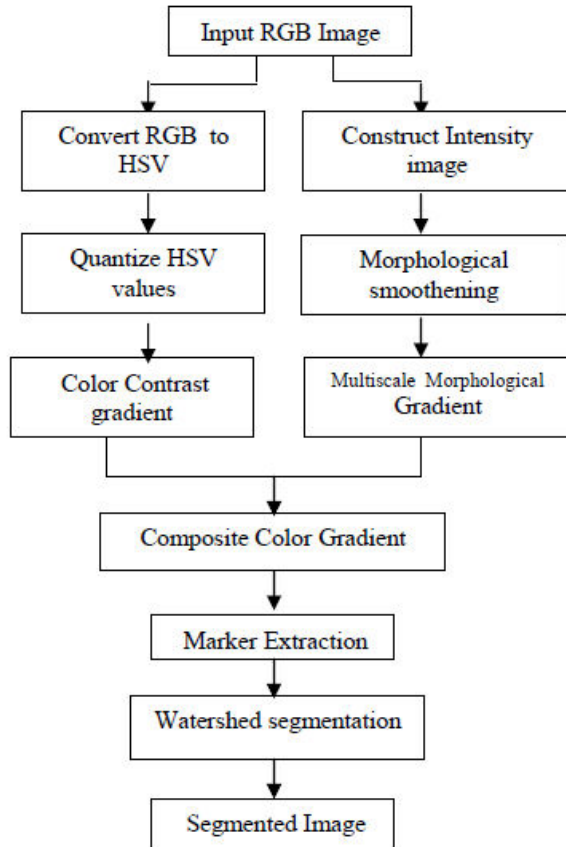 Input RGB Image
Convert RGB to
HSV
Construct Intensity
image
Quantize HSV
values
Morphological
smoothening
Color Contrast
gradient
Multiscale Morphological
Gradient
Composite Color Gradient
Marker Extraction
Watershed segmentation
Segmented Image